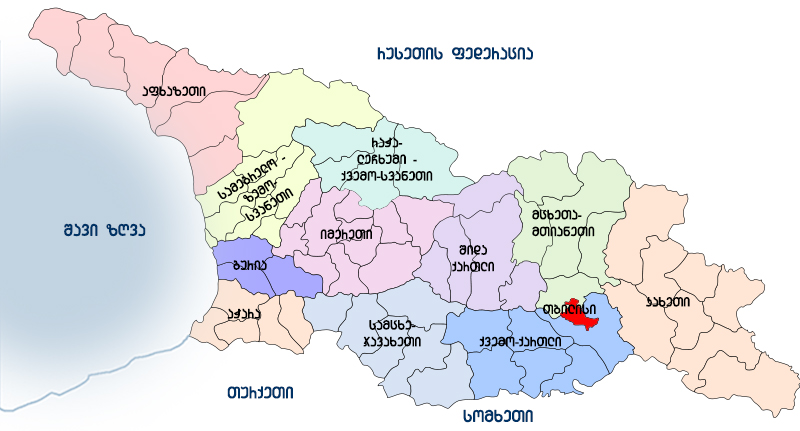 რუსეთის ფედერაცია
აფხაზეთი
რაჭა-
ლეჩხუმი -
ქვემო-სვანეთი
სამეგრელო -
ზემო-
სვანეთი
შავი ზღვა
იმერეთი
მცხეთა-
მთიანეთი
შიდა
ქართლი
გურია
აჭარა
თბილისი
კახეთი
სამცხე-
ჯავახეთი
ქვემო-ქართლი
თურქეთი
სომხეთი